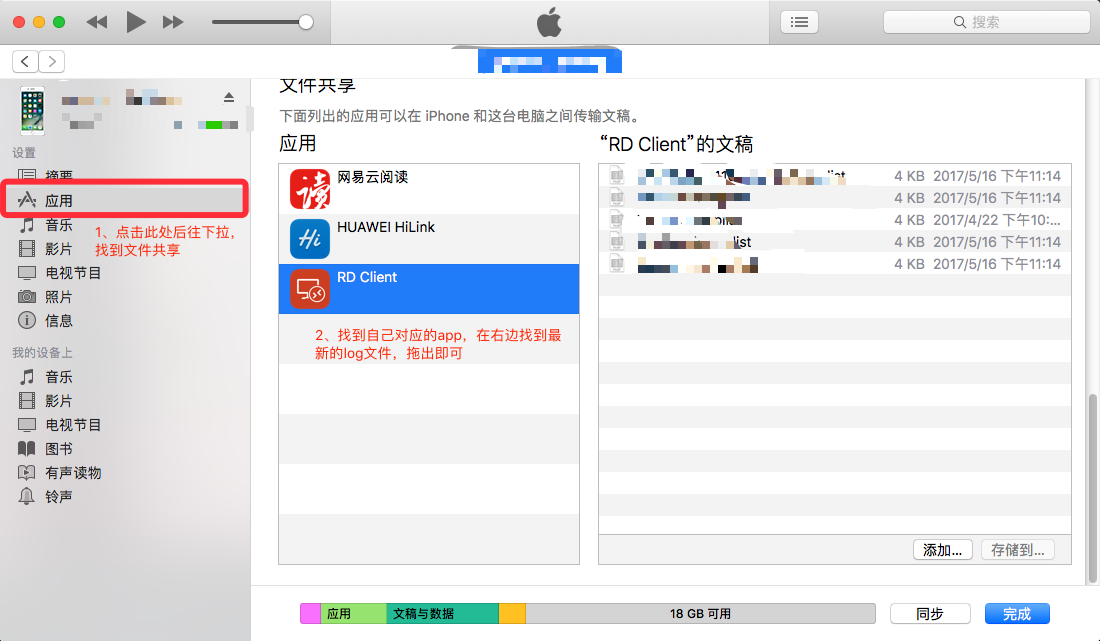 搜索
文件共享
下面列出的应用可以在 iPhone 和这台电脑之间传输文稿。
设置
摘要
应用
音乐
影片
电视节目
照片
信息
1、点击此处后往下拉，
找到文件共享
我的设备上
音乐
影片
电视节目
图书
有声读物
铃声
应用
网易云阅读
HUAWEI HiLink
RD Client
2、找到自己对应的app，在右边找到最
新的log文件，拖出即可
“RD Client”的文稿
4 KB 2017/5/16 下午11:14
4 KB 2017/5/16 下午11:14
4 KB 2017/4/22 下午10:...
4 KB 2017/5/16 下午11:14
4 KB 2017/5/16 下午11:14
添加... 存储到...
应用 文稿与数据 18 GB 可用 同步 完成